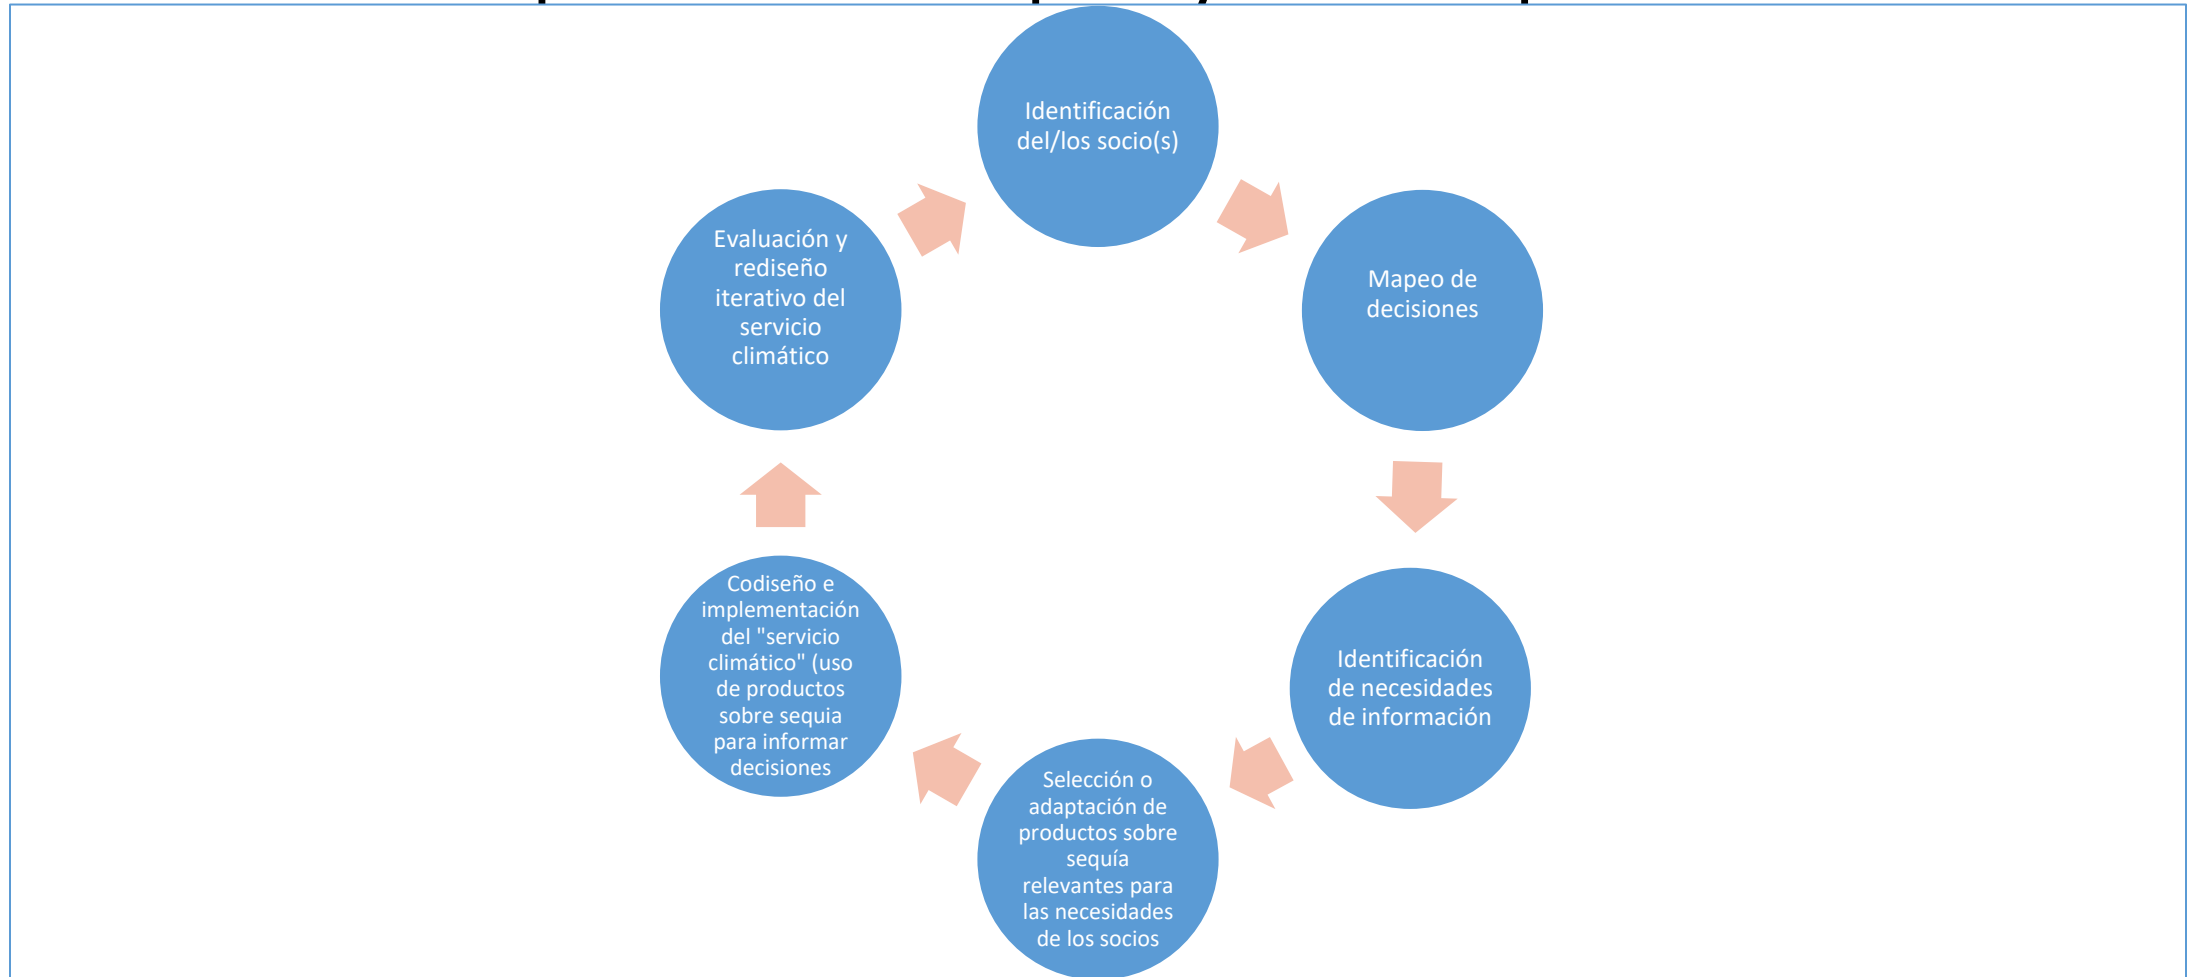 Identificación
del/los socio(s)
Mapeo de
decisiones
Identificación
de necesidades
de información
Selección o
adaptación de
productos sobre
sequía
relevantes para
las necesidades
de los socios
Codiseño e
implementación
del "servicio
climático" (uso
de productos
sobre sequia
para informar
decisiones
Evaluación y
rediseño
iterativo del
servicio
climático